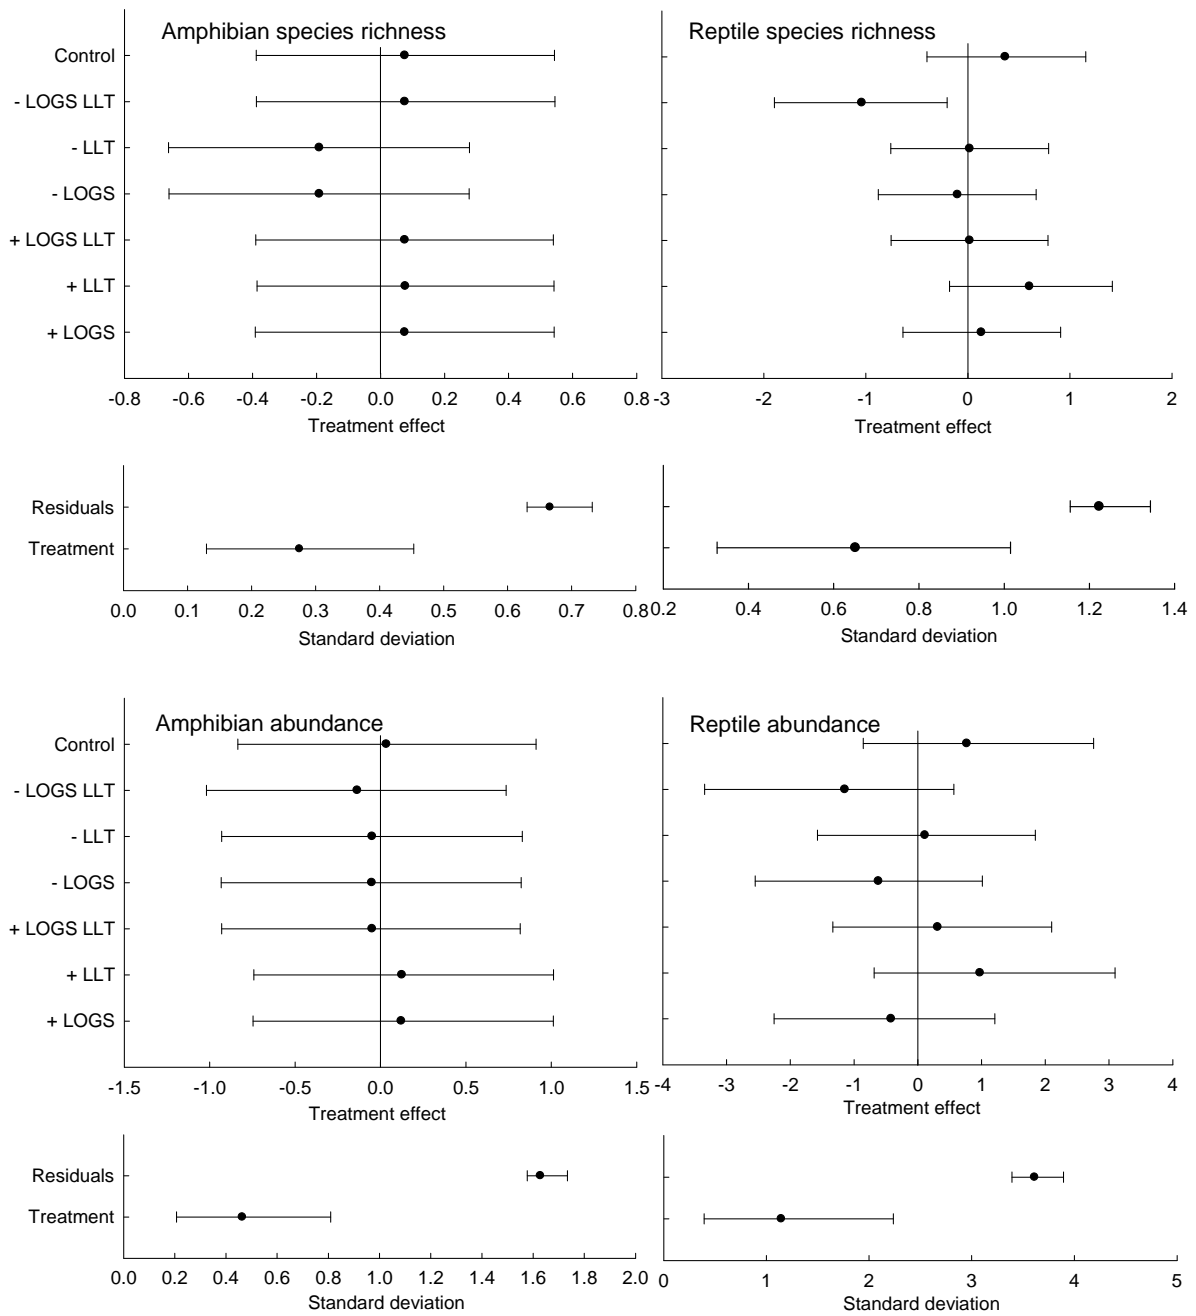 Amphibian species richness
Control
- LOGS LLT
- LLT
- LOGS
+ LOGS LLT
+ LLT
+ LOGS
-0.8 -0.6 -0.4 -0.2 0.0 0.2 0.4 0.6 0.8
Treatment effect
Reptile species richness
-3 -2 -1 0 1 2
Treatment effect
Residuals
Treatment
0.0 0.1 0.2 0.3 0.4 0.5 0.6 0.7 0.8
Standard deviation
0.2 0.4 0.6 0.8 1.0 1.2 1.4
Standard deviation
Amphibian abundance
Control
- LOGS LLT
- LLT
- LOGS
+ LOGS LLT
+ LLT
+ LOGS
-1.5 -1.0 -0.5 0.0 0.5 1.0 1.5
Treatment effect
Reptile abundance
-4 -3 -2 -1 0 1 2 3 4
Treatment effect
Residuals
Treatment
0.0 0.2 0.4 0.6 0.8 1.0 1.2 1.4 1.6 1.8 2.0
Standard deviation
0 1 2 3 4 5
Standard deviation